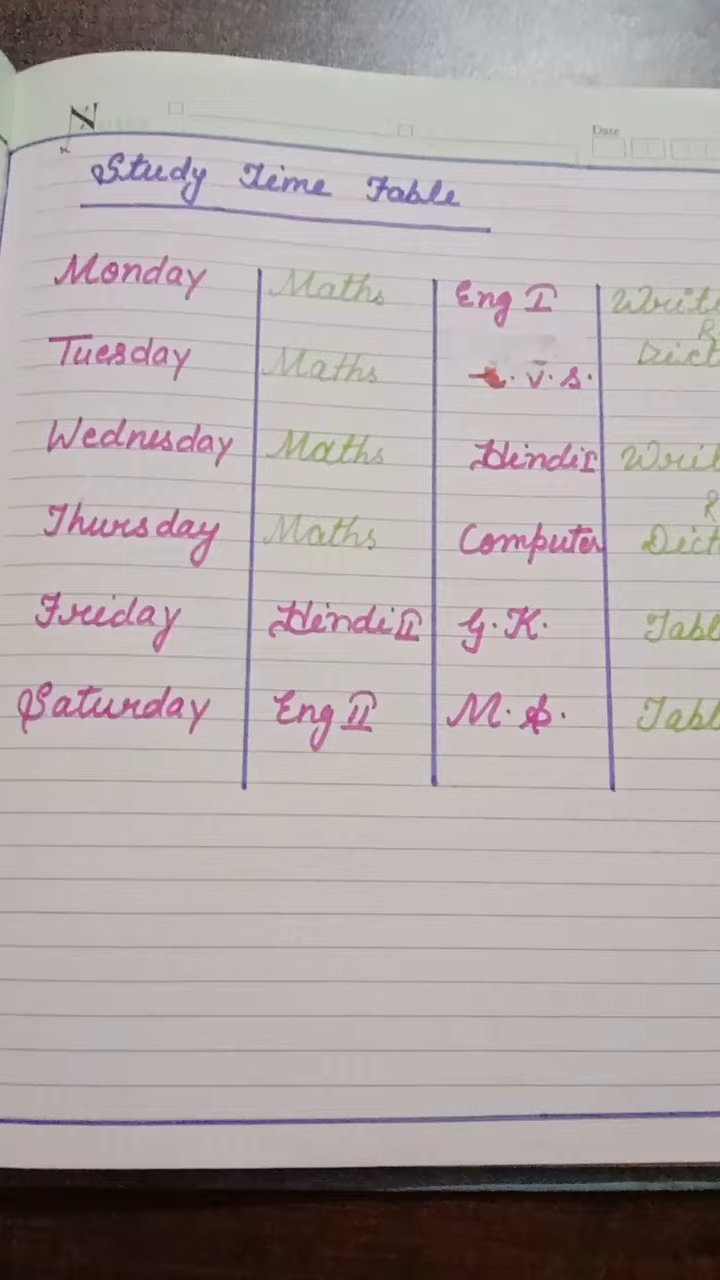 N
Date
Study Time Table
Monday Maths Eng I
Tuesday Maths V.S.
Wednesday Maths Hindi I
Thursday Maths Computer
Friday Hindi II G.K.
Saturday Eng II M.S.